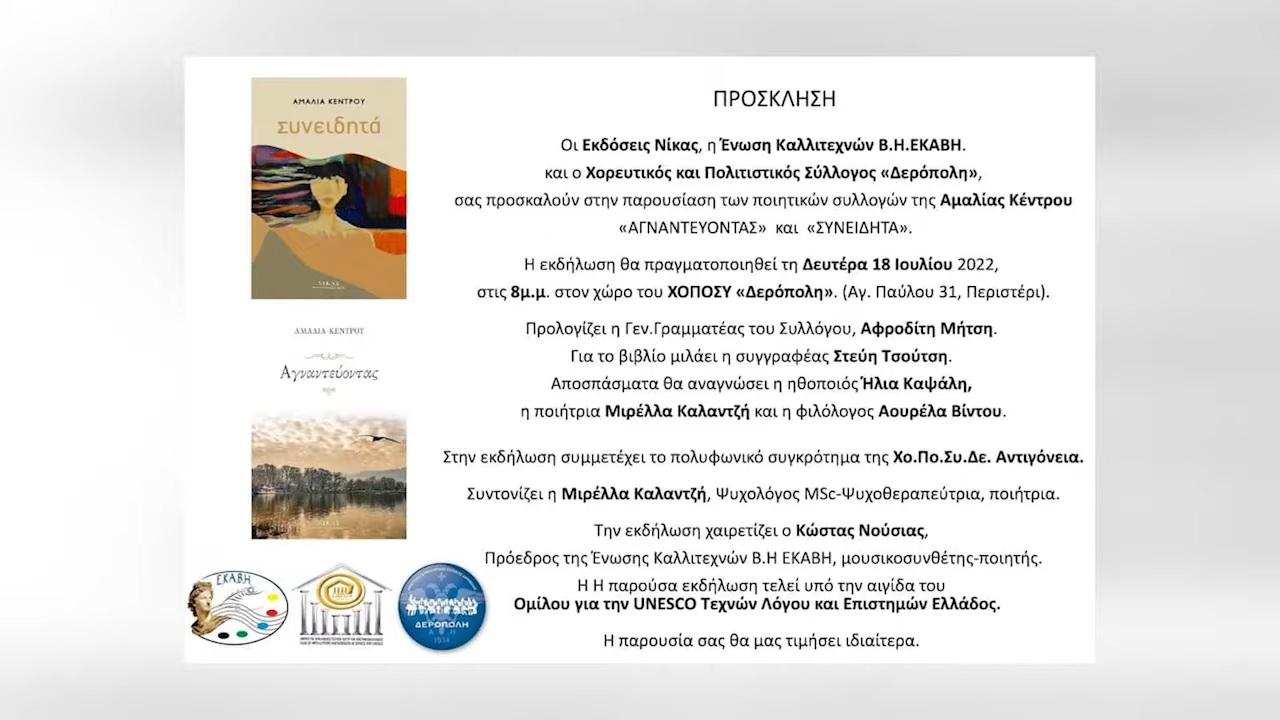 ΑΜΑΛΙΑ ΚΕΝΤΡΟΥ
συνειδητά
ΝΙΚΑΣ
ΑΜΑΛΙΑ ΚΕΝΤΡΟΥ
Αγναντεύοντας
ΝΙΚΑΣ
ΠΡΟΣΚΛΗΣΗ
Οι Εκδόσεις Νίκας, η Ένωση Καλλιτεχνών Β.Η.ΕΚΑΒΗ.
και ο Χορευτικός και Πολιτιστικός Σύλλογος «Δερόπολη»,
σας προσκαλούν στην παρουσίαση των ποιητικών συλλογών της Αμαλίας Κέντρου
«ΑΓΝΑΝΤΕΥΟΝΤΑΣ» και «ΣΥΝΕΙΔΗΤΑ».
Η εκδήλωση θα πραγματοποιηθεί τη Δευτέρα 18 Ιουλίου 2022,
στις 8μ.μ. στον χώρο του ΧΟΠΟΣΥ «Δερόπολη». (Αγ. Παύλου 31, Περιστέρι).
Προλογίζει η Γεν.Γραμματέας του Συλλόγου, Αφροδίτη Μήτση.
Για το βιβλίο μιλάει η συγγραφέας Στεύη Τσούτση.
Αποσπάσματα θα αναγνώσει η ηθοποιός Ήλια Καψάλη,
η ποιήτρια Μιρέλλα Καλαντζή και η φιλόλογος Αουρέλα Βίντου.
Στην εκδήλωση συμμετέχει το πολυφωνικό συγκρότημα της Χο.Πο.Συ.Δε. Αντιγόνεια.
Συντονίζει η Μιρέλλα Καλαντζή, Ψυχολόγος MSc-Ψυχοθεραπεύτρια, ποιήτρια.
Την εκδήλωση χαιρετίζει ο Κώστας Νούσιας,
Πρόεδρος της Ένωσης Καλλιτεχνών Β.Η ΕΚΑΒΗ, μουσικοσυνθέτης-ποιητής.
Η Η παρούσα εκδήλωση τελεί υπό την αιγίδα του
Ομίλου για την UNESCO Τεχνών Λόγου και Επιστημών Ελλάδος.
Η παρουσία σας θα μας τιμήσει ιδιαίτερα.
ΕΚΑΒΗ
ΔΕΡΟΠΟΛΗ
1914